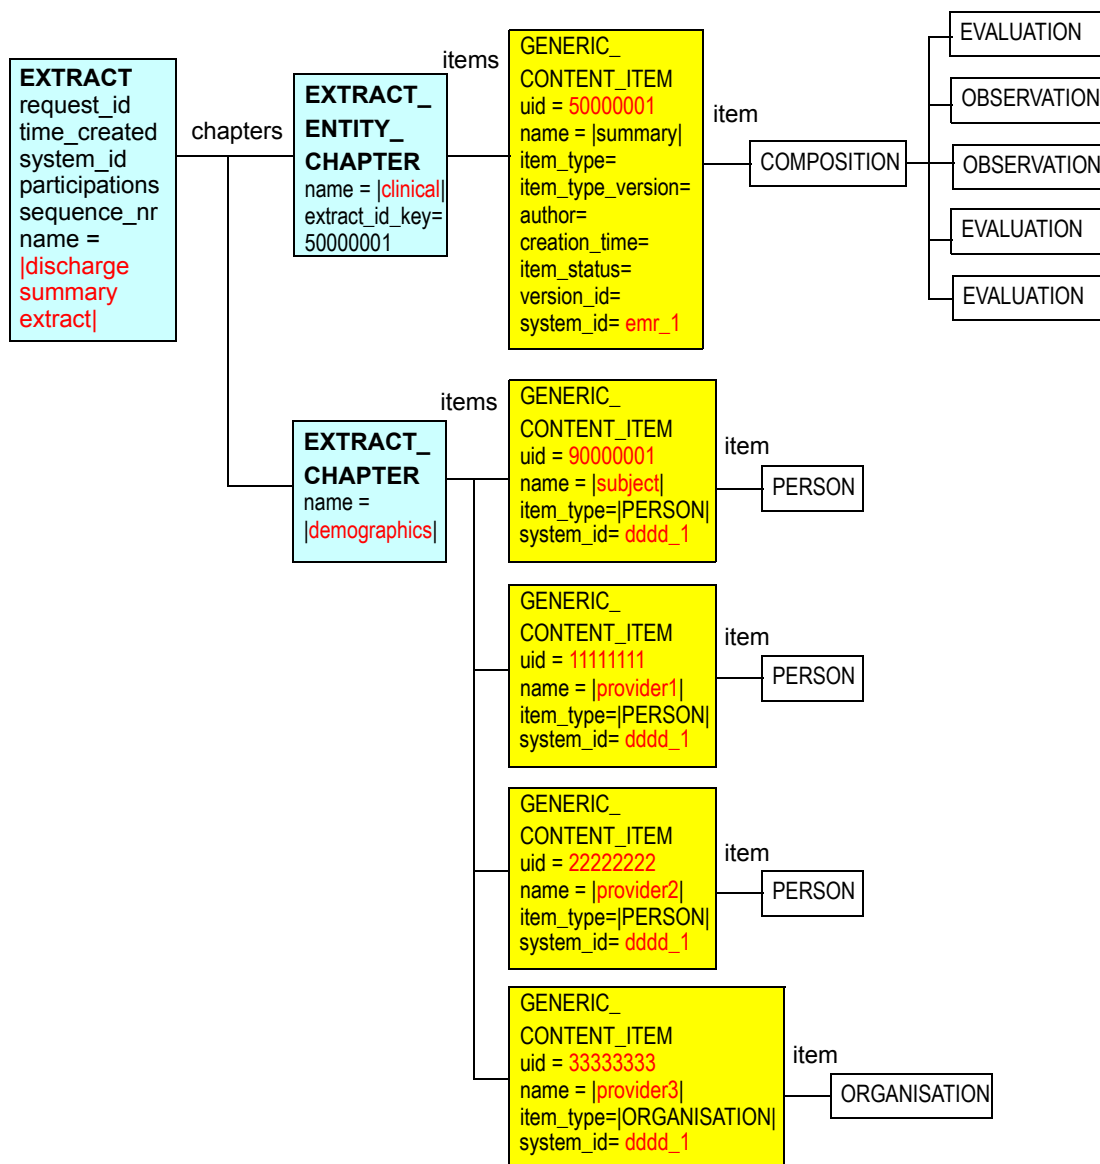 EXTRACT
request_id
time_created
system_id
participations
sequence_nr
name =
|discharge
summary
extract|
chapters
EXTRACT_
ENTITY_
CHAPTER
name = |clinical|
extract_id_key=
50000001
items
GENERIC_
CONTENT_ITEM
uid = 50000001
name = |summary|
item_type=
item_type_version=
author=
creation_time=
item_status=
version_id=
system_id= emr_1
item
COMPOSITION
EVALUATION
OBSERVATION
OBSERVATION
EVALUATION
EVALUATION
EXTRACT_
CHAPTER
name =
|demographics|
items
GENERIC_
CONTENT_ITEM
uid = 90000001
name = |subject|
item_type=|PERSON|
system_id= dddd_1
item
PERSON
GENERIC_
CONTENT_ITEM
uid = 11111111
name = |provider1|
item_type=|PERSON|
system_id= dddd_1
item
PERSON
GENERIC_
CONTENT_ITEM
uid = 22222222
name = |provider2|
item_type=|PERSON|
system_id= dddd_1
item
PERSON
GENERIC_
CONTENT_ITEM
uid = 33333333
name = |provider3|
item_type=|ORGANISATION|
system_id= dddd_1
item
ORGANISATION